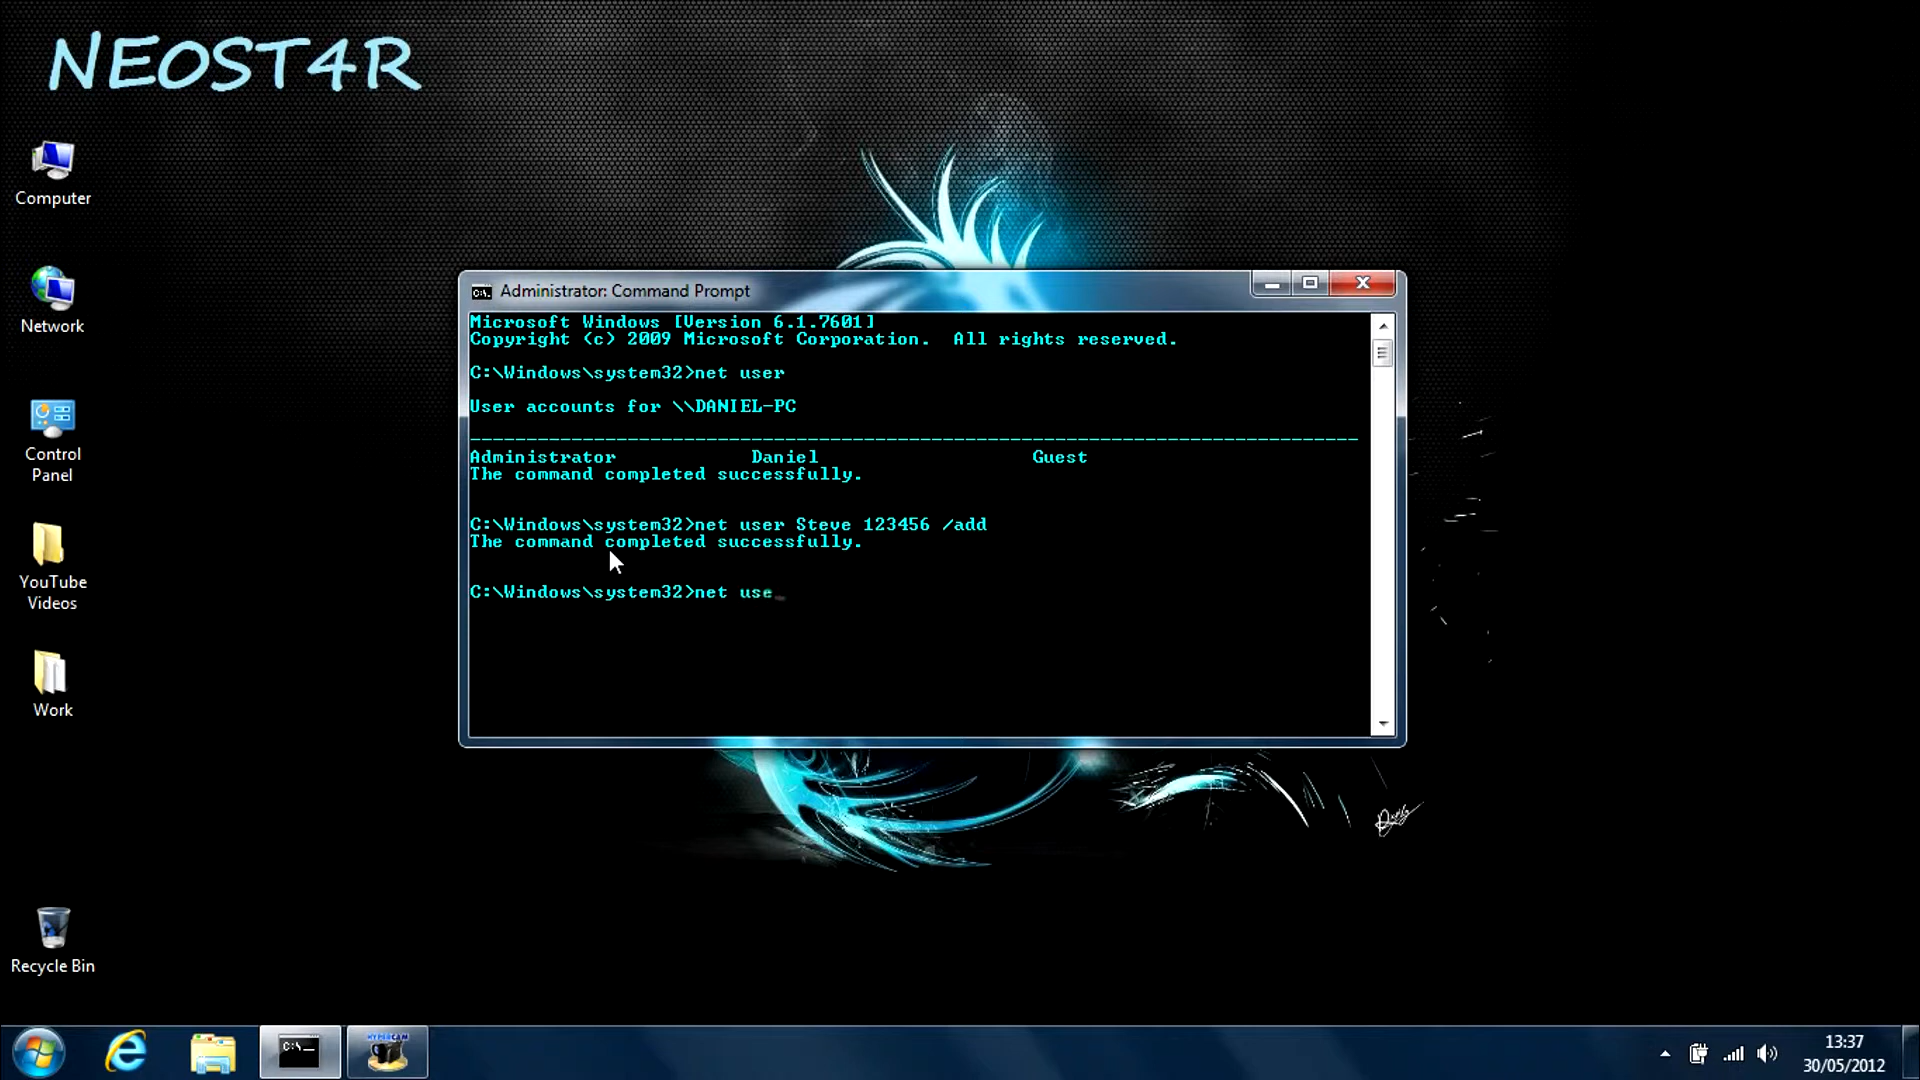 NEOST4R
Computer
Network
Control
Panel
YouTube
Videos
Work
Recycle Bin
Administrator: Command Prompt
Microsoft Windows [Version 6.1.7601]
Copyright (c) 2009 Microsoft Corporation.  All rights reserved.
C:\Windows\system32>net user
User accounts for \\DANIEL-PC
-------------------------------------------------------------------------------
Administrator            Daniel                   Guest
The command completed successfully.
C:\Windows\system32>net user Steve 123456 /add
The command completed successfully.
C:\Windows\system32>net use
C:\_
HYPERCAM
13:37
30/05/2012